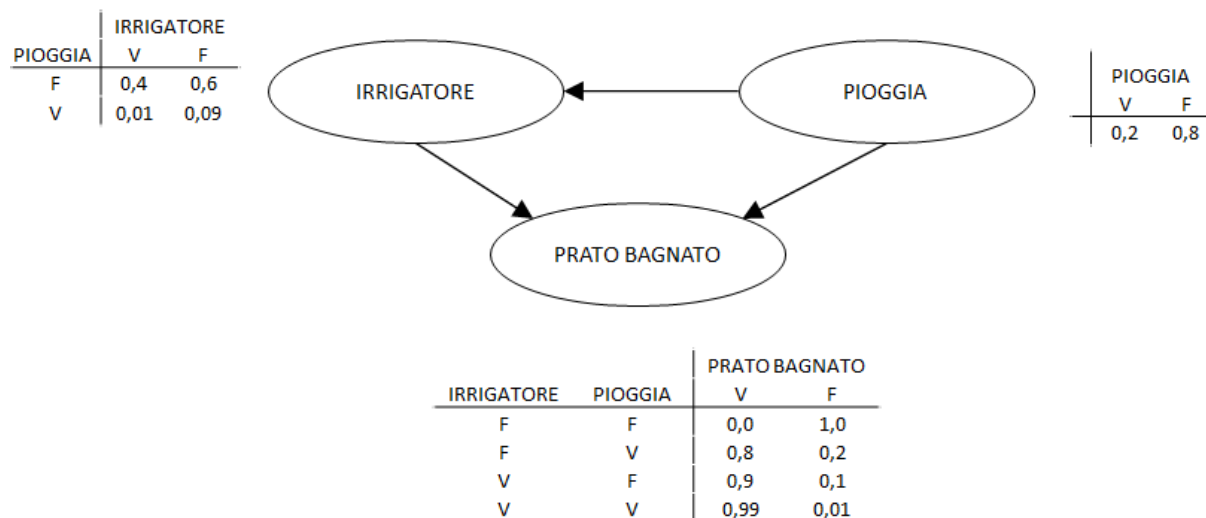 IRRIGATORE
PIOGGIA V F
F 0,4 0,6
V 0,01 0,09
IRRIGATORE
PIOGGIA
PIOGGIA
V F
0,2 0,8
PRATO BAGNATO
PRATO BAGNATO
IRRIGATORE PIOGGIA V F
F F 0,0 1,0
F V 0,8 0,2
V F 0,9 0,1
V V 0,99 0,01